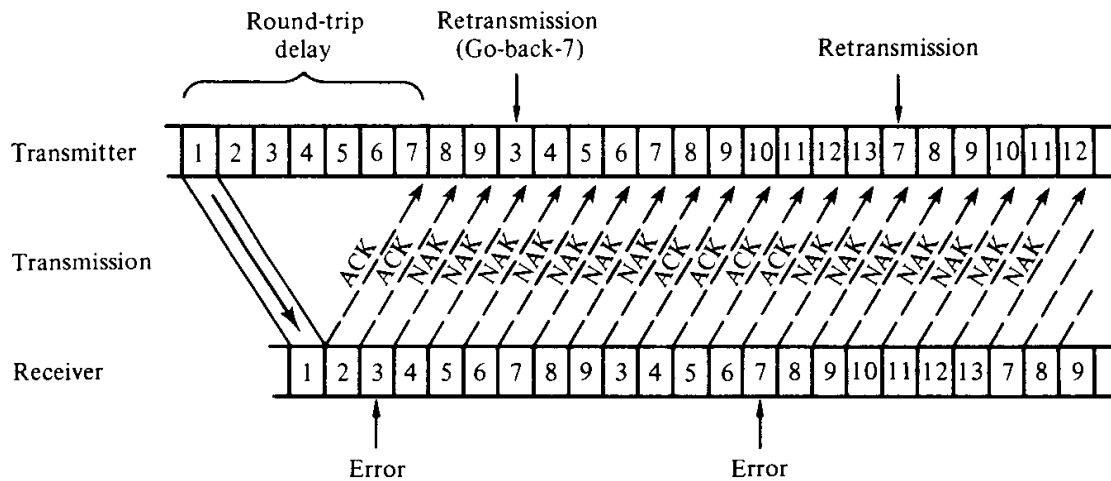 Round-trip
delay
Retransmission
(Go-back-7)
Retransmission
Transmitter 1 2 3 4 5 6 7 8 9 3 4 5 6 7 8 9 10 11 12 13 7 8 9 10 11 12
Transmission ACK ACK NAK NAK NAK NAK NAK NAK NAK ACK ACK ACK ACK NAK NAK NAK NAK NAK NAK NAK
Receiver 1 2 3 4 5 6 7 8 9 3 4 5 6 7 8 9 10 11 12 13 7 8 9
Error
Error